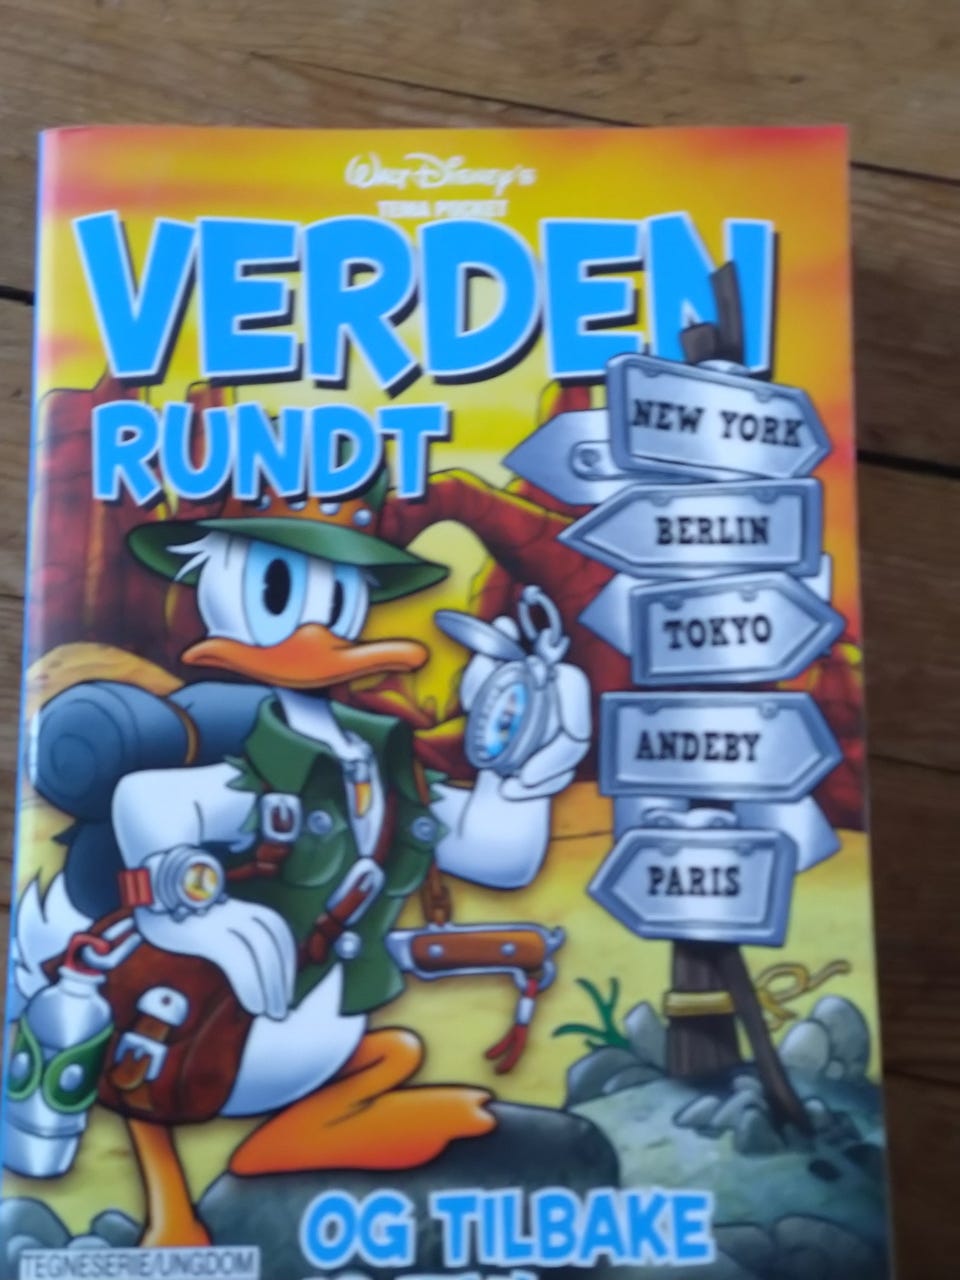 Walt Disney's
TEMA POCKET
VERDEN
RUNDT
NEW YORK
BERLIN
TOKYO
ANDEBY
PARIS
OG TILBAKE
TEGNESERIE/UNGDOM